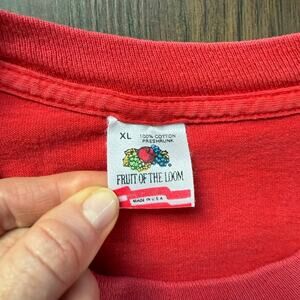 XL 100% COTTON
PRESHRUNK
FRUIT OF THE LOOM
MADE IN U.S.A